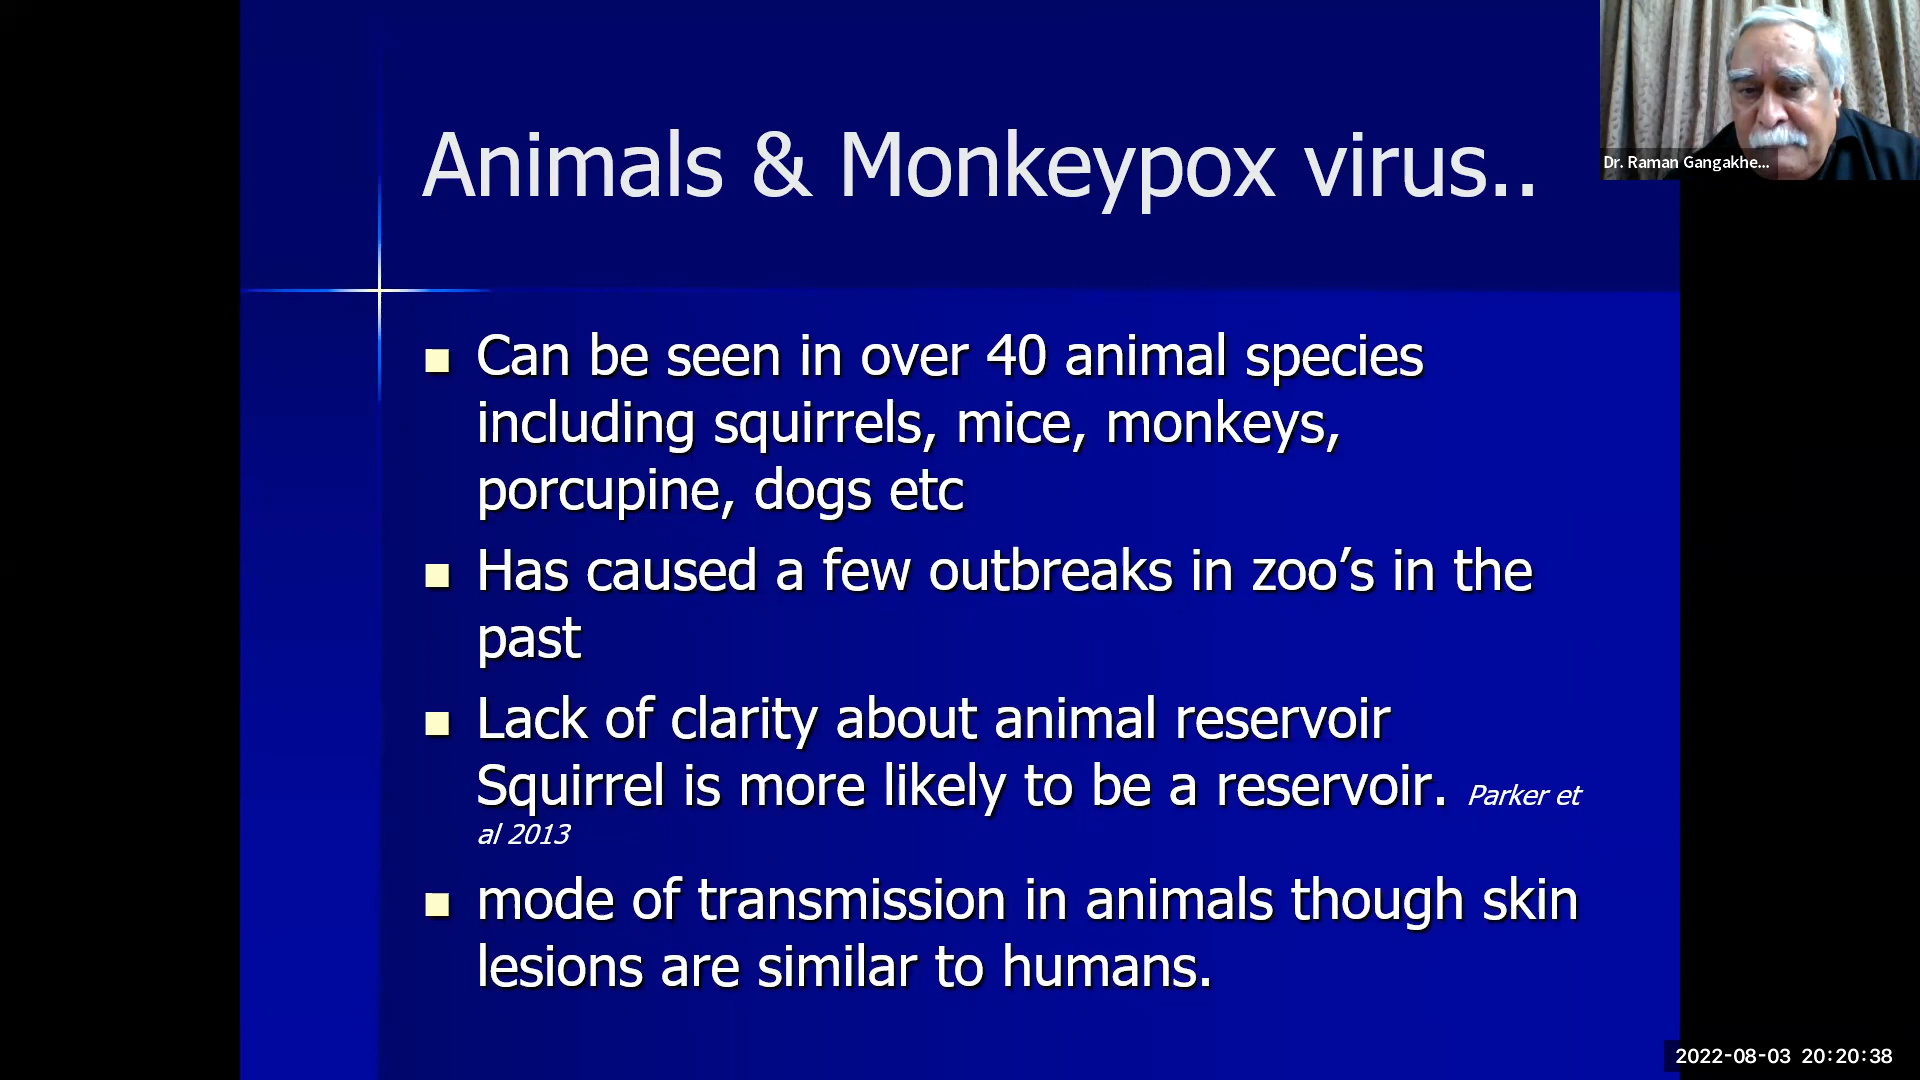 Animals & Monkeypox virus..
Dr. Raman Gangakhe...
Can be seen in over 40 animal species
including squirrels, mice, monkeys,
porcupine, dogs etc
Has caused a few outbreaks in zoo’s in the
past
Lack of clarity about animal reservoir
Squirrel is more likely to be a reservoir. Parker et
al 2013
mode of transmission in animals though skin
lesions are similar to humans.
2022-08-03 20:20:38